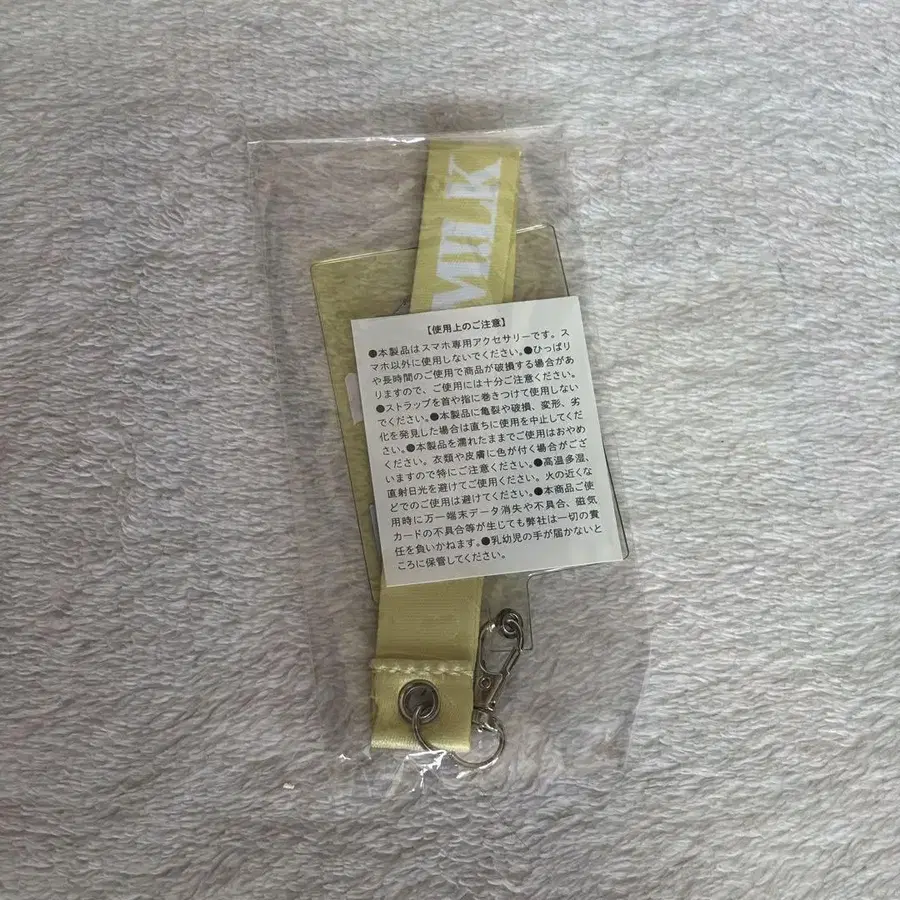 MILK
【使用上のご注意】
●本製品はスマホ専用アクセサリーです。ス
マホ以外に使用しないでください。●ひっぱり
や長時間のご使用で商品が破損する場合があ
りますので、ご使用には十分ご注意ください。
●ストラップを首や指に巻きつけて使用しない
でください。●本製品に亀裂や破損、変形、劣
化を発見した場合は直ちに使用を中止してくだ
さい。●本製品を濡れたままでご使用はおやめ
ください。衣類や皮膚に色が付く場合がござ
いますので特にご注意ください。●高温多湿、
直射日光を避けてご使用ください。火の近くな
どでのご使用は避けてください。●本商品ご使
用時に万一端末データ消失や不具合、磁気
カードの不具合等が生じても弊社は一切の責
任を負いかねます。●乳幼児の手が届かないと
ころに保管してください。